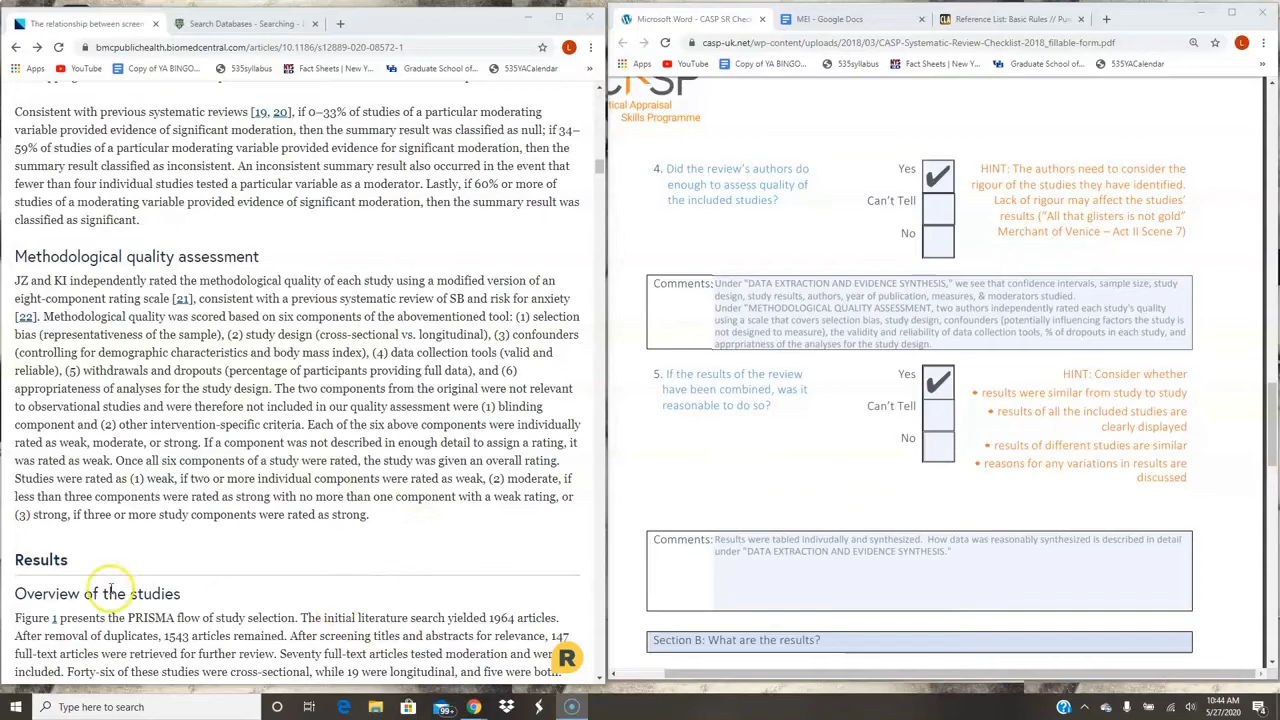 The relationship between screen
Search Databases - Searching -
bmcpublichealth.biomedcentral.com/articles/10.1186/s12889-020-08572-1
L
Apps
YouTube
Copy of YA BINGO...
535syllabus
Fact Sheets | New Y...
Graduate School of...
535YACalendar
Consistent with previous systematic reviews [19, 20], if 0–33% of studies of a particular moderating
variable provided evidence of significant moderation, then the summary result was classified as null; if 34–
59% of studies of a particular moderating variable provided evidence for significant moderation, then the
summary result classified as inconsistent. An inconsistent summary result also occurred in the event that
fewer than four individual studies tested a particular variable as a moderator. Lastly, if 60% or more of
studies of a moderating variable provided evidence of significant moderation, then the summary result was
classified as significant.
Methodological quality assessment
JZ and KI independently rated the methodological quality of each study using a modified version of an
eight-component rating scale [21], consistent with a previous systematic review of SB and risk for anxiety
[22]. Methodological quality was scored based on six components of the abovementioned tool: (1) selection
bias (representativeness of the sample), (2) study design (cross-sectional vs. longitudinal), (3) confounders
(controlling for demographic characteristics and body mass index), (4) data collection tools (valid and
reliable), (5) withdrawals and dropouts (percentage of participants providing full data), and (6)
appropriateness of analyses for the study design. The two components from the original were not relevant
to observational studies and were therefore not included in our quality assessment were (1) blinding
component and (2) other intervention-specific criteria. Each of the six above components were individually
rated as weak, moderate, or strong. If a component was not described in enough detail to assign a rating, it
was rated as weak. Once all six components of a study were rated, the study was given an overall rating.
Studies were rated as (1) weak, if two or more individual components were rated as weak, (2) moderate, if
less than three components were rated as strong with no more than one component with a weak rating, or
(3) strong, if three or more study components were rated as strong.
Results
Overview of the studies
Figure 1 presents the PRISMA flow of study selection. The initial literature search yielded 1964 articles.
After removal of duplicates, 1543 articles remained. After screening titles and abstracts for relevance, 147
full-text articles were retrieved for further review. Seventy full-text articles tested moderation and were
included. Forty-six of these studies were cross-sectional, while 19 were longitudinal, and five were both.
R
Microsoft Word - CASP SR Che
MEI - Google Docs
Reference List: Basic Rules // Pur
casp-uk.net/wp-content/uploads/2018/03/CASP-Systematic-Review-Checklist-2018_fillable-form.pdf
L
Apps
YouTube
Copy of YA BINGO...
535syllabus
Fact Sheets | New Y...
Graduate School of...
535YACalendar
CASP
Critical Appraisal
Skills Programme
4. Did the review's authors do
enough to assess quality of
the included studies?
Yes
Can't Tell
No
HINT: The authors need to consider the
rigour of the studies they have identified.
Lack of rigour may affect the studies'
results ("All that glisters is not gold"
Merchant of Venice – Act II Scene 7)
Comments:
Under "DATA EXTRACTION AND EVIDENCE SYNTHESIS," we see that confidence intervals, sample size, study
design, study results, authors, year of publication, measures, & moderators studied.
Under "METHODOLOGICAL QUALITY ASSESSMENT, two authors independently rated each study's quality
using a scale that covers selection bias, study design, confounders (potentially influencing factors the study is
not designed to measure), the validity and reliability of data collection tools, % of dropouts in each study, and
apprpriatness of the analyses for the study design.
5. If the results of the review
have been combined, was it
reasonable to do so?
Yes
Can't Tell
No
HINT: Consider whether
• results were similar from study to study
• results of all the included studies are
clearly displayed
• results of different studies are similar
• reasons for any variations in results are
discussed
Comments:
Results were tabled indivudally and synthesized. How data was reasonably synthesized is described in detail
under "DATA EXTRACTION AND EVIDENCE SYNTHESIS."
Section B: What are the results?
Type here to search
99+
10:44 AM
5/27/2020